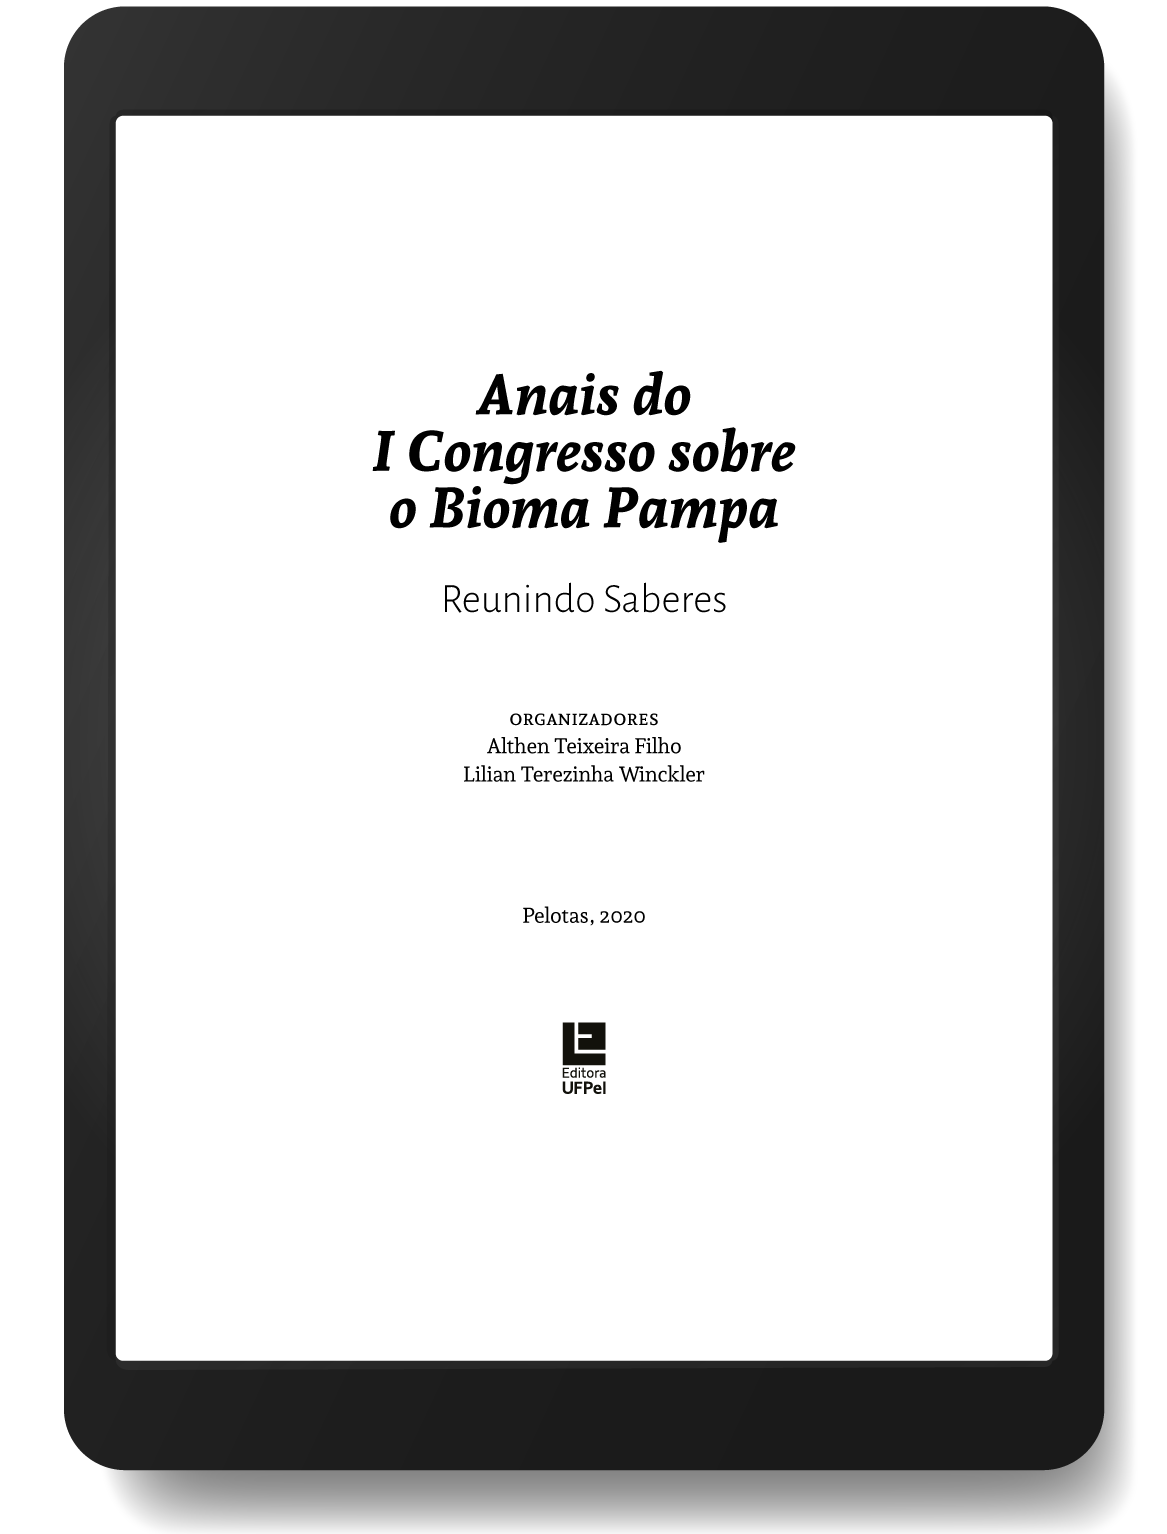 Anais do
I Congresso sobre
o Bioma Pampa
Reunindo Saberes
ORGANIZADORES
Althen Teixeira Filho
Lilian Terezinha Winckler
Pelotas, 2020
Editora
UFPel